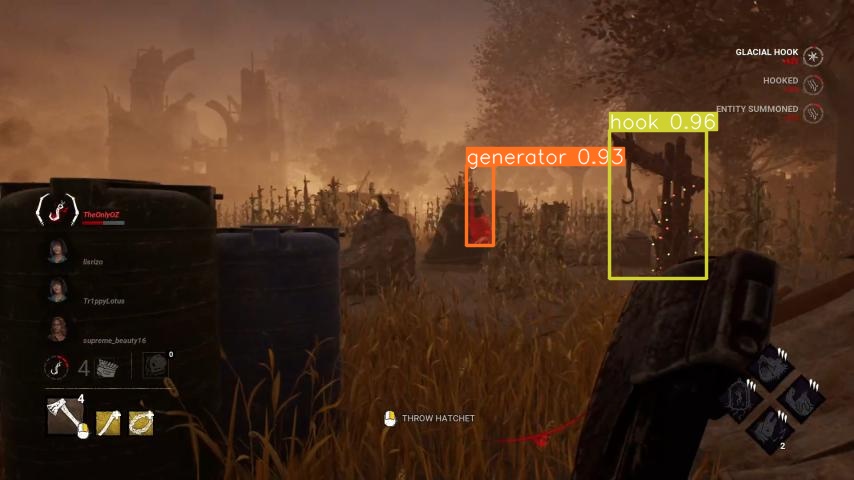 GLACIAL HOOK
HOOKED
ENTITY SUMMONED
hook 0.96
generator 0.93
TheOnlyOZ
lisrizo
Tr1ppyLotus
supreme_beauty16
4
0
4
THROW HATCHET
2